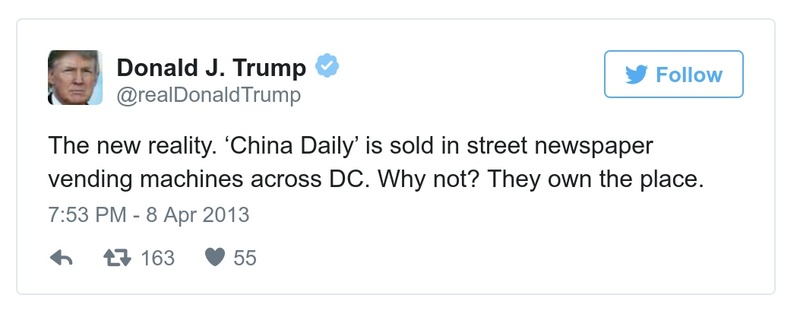 Donald J. Trump
@realDonaldTrump
Follow
The new reality. ‘China Daily’ is sold in street newspaper
vending machines across DC. Why not? They own the place.
7:53 PM - 8 Apr 2013
163 55